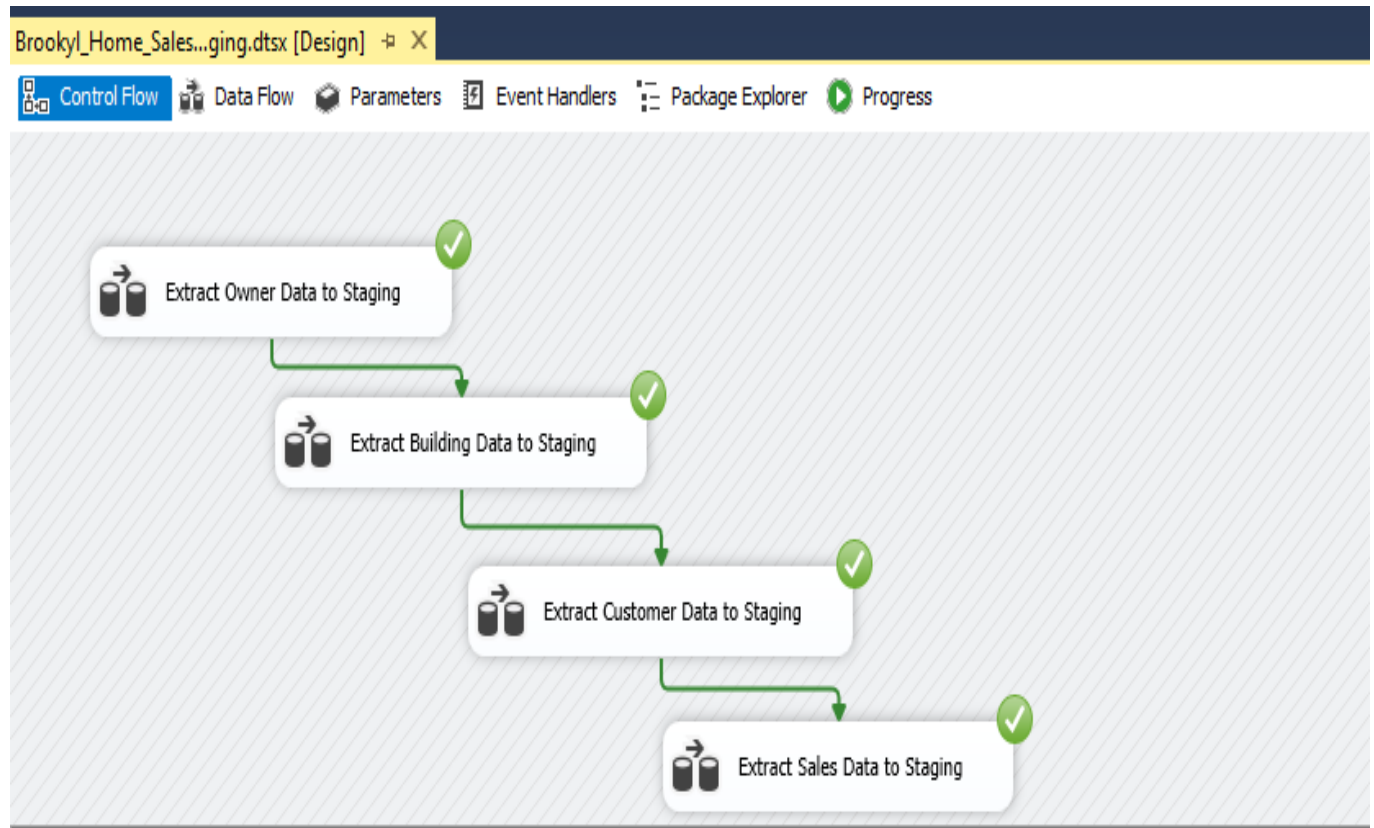 Brookyl_Home_Sales...ging.dtsx [Design]
Control Flow Data Flow Parameters Event Handlers Package Explorer Progress
Extract Owner Data to Staging
Extract Building Data to Staging
Extract Customer Data to Staging
Extract Sales Data to Staging